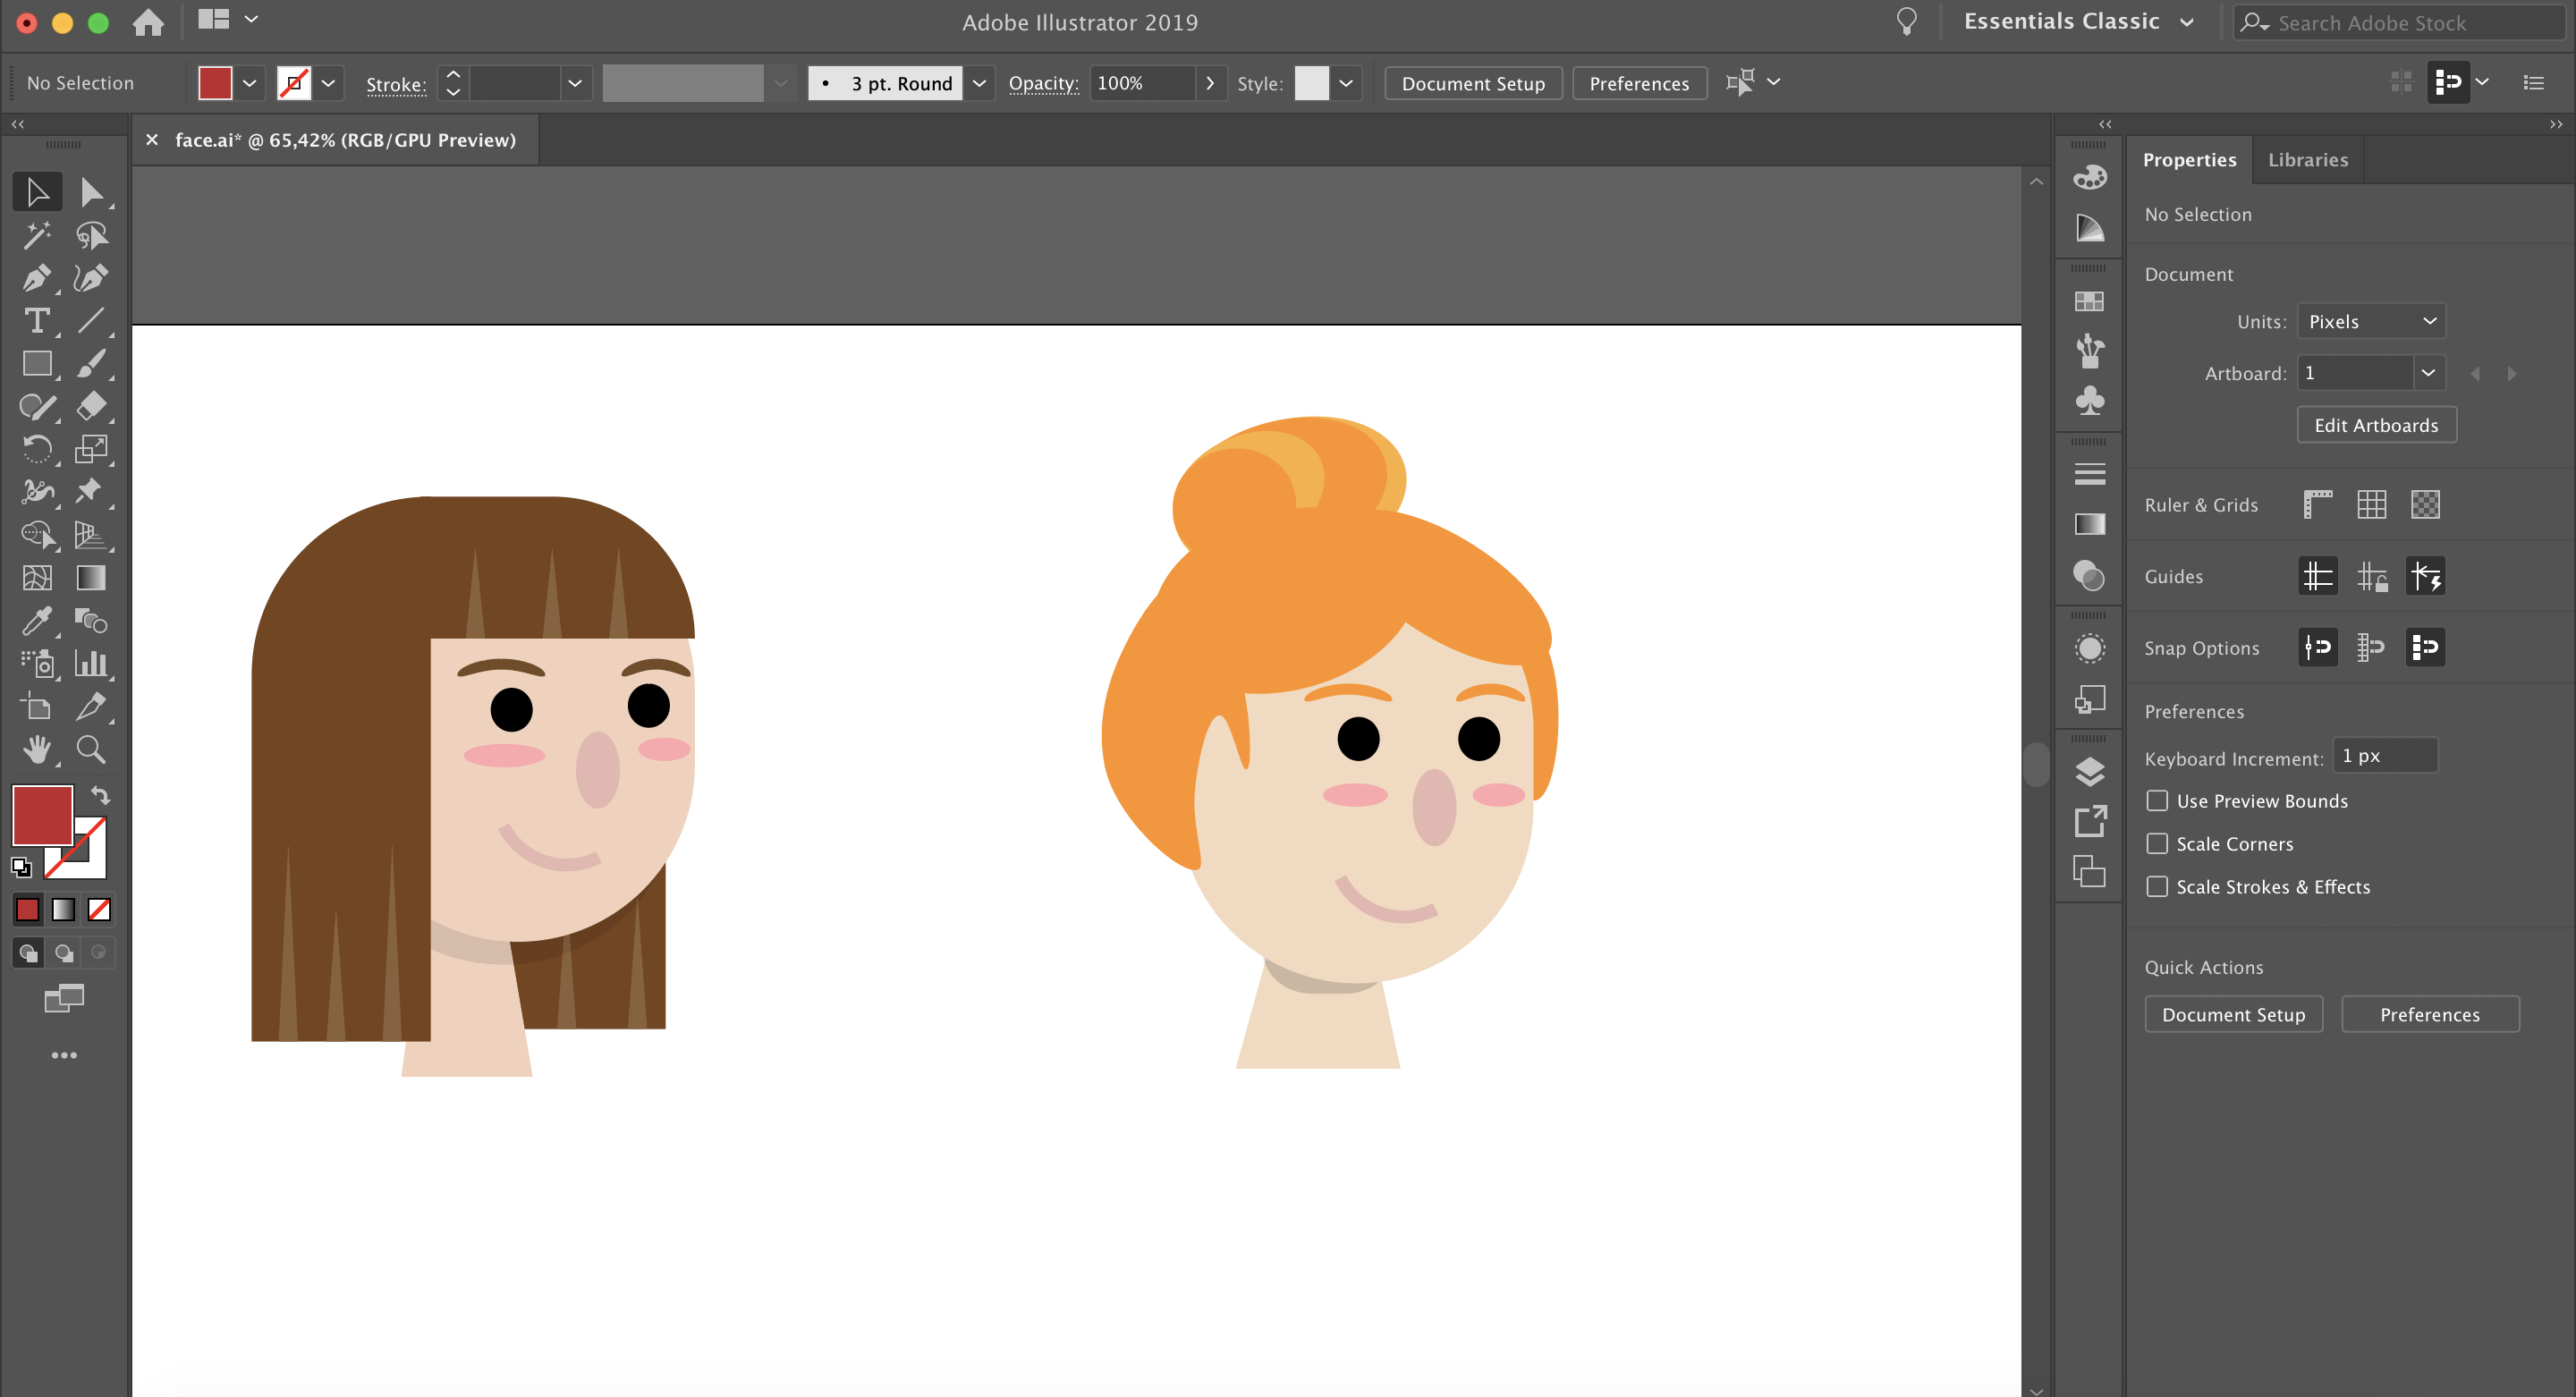 Adobe Illustrator 2019
Essentials Classic
Search Adobe Stock
No Selection
Stroke:
3 pt. Round
Opacity:
100%
Style:
Document Setup
Preferences
face.ai* @ 65,42% (RGB/GPU Preview)
Properties
Libraries
No Selection
Document
Units:
Pixels
Artboard:
1
Edit Artboards
Ruler & Grids
Guides
Snap Options
Preferences
Keyboard Increment:
1 px
Use Preview Bounds
Scale Corners
Scale Strokes & Effects
Quick Actions
Document Setup
Preferences